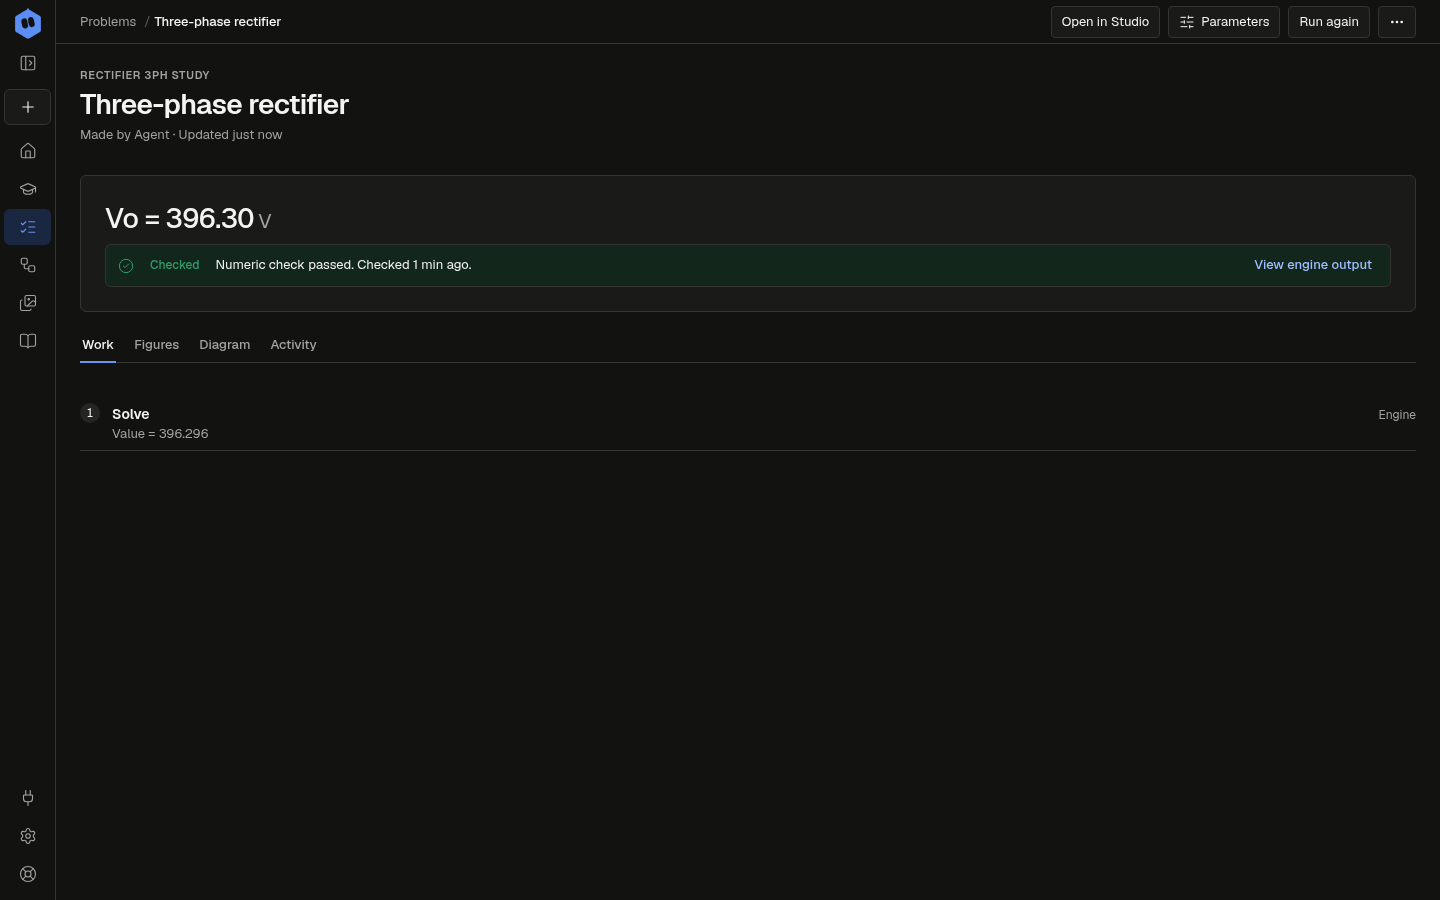 Problems / Three-phase rectifier
Open in Studio
Parameters
Run again
RECTIFIER 3PH STUDY
Three-phase rectifier
Made by Agent · Updated just now
Vo = 396.30 V
Checked Numeric check passed. Checked 1 min ago.
View engine output
Work
Figures
Diagram
Activity
1 Solve
Engine
Value = 396.296